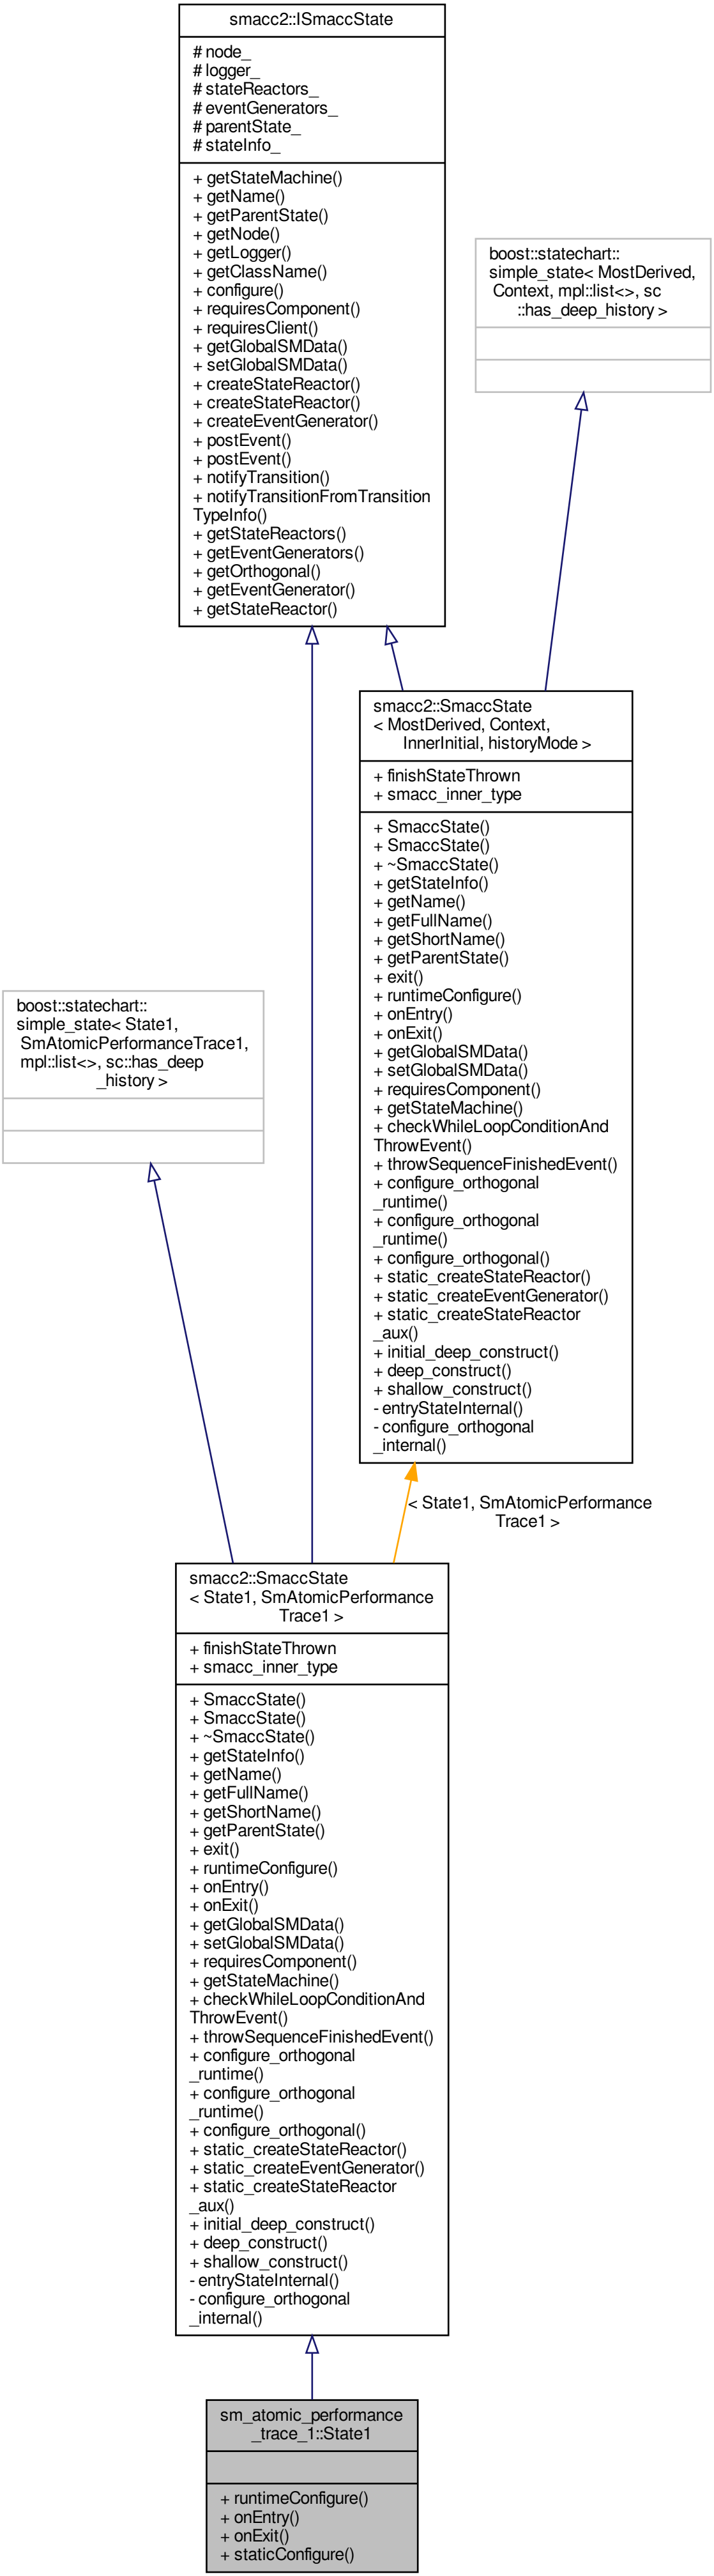 smacc2::ISmaccState
# node_
# logger_
# stateReactors_
# eventGenerators_
# parentState_
# stateInfo_
+ getStateMachine()
+ getName()
+ getParentState()
+ getNode()
+ getLogger()
+ getClassName()
+ configure()
+ requiresComponent()
+ requiresClient()
+ getGlobalSMData()
+ setGlobalSMData()
+ createStateReactor()
+ createStateReactor()
+ createEventGenerator()
+ postEvent()
+ postEvent()
+ notifyTransition()
+ notifyTransitionFromTransition
TypeInfo()
+ getStateReactors()
+ getEventGenerators()
+ getOrthogonal()
+ getEventGenerator()
+ getStateReactor()
boost::statechart::
simple_state< MostDerived,
Context, mpl::list<>, sc
::has_deep_history >
smacc2::SmaccState
< MostDerived, Context,
InnerInitial, historyMode >
+ finishStateThrown
+ smacc_inner_type
+ SmaccState()
+ SmaccState()
+ ~SmaccState()
+ getStateInfo()
+ getName()
+ getFullName()
+ getShortName()
+ getParentState()
+ exit()
+ runtimeConfigure()
+ onEntry()
+ onExit()
+ getGlobalSMData()
+ setGlobalSMData()
+ requiresComponent()
+ getStateMachine()
+ checkWhileLoopConditionAnd
ThrowEvent()
+ throwSequenceFinishedEvent()
+ configure_orthogonal
_runtime()
+ configure_orthogonal
_runtime()
+ configure_orthogonal()
+ static_createStateReactor()
+ static_createEventGenerator()
+ static_createStateReactor
_aux()
+ initial_deep_construct()
+ deep_construct()
+ shallow_construct()
- entryStateInternal()
- configure_orthogonal
_internal()
boost::statechart::
simple_state< State1,
SmAtomicPerformanceTrace1,
mpl::list<>, sc::has_deep
_history >
< State1, SmAtomicPerformance
Trace1 >
smacc2::SmaccState
< State1, SmAtomicPerformance
Trace1 >
+ finishStateThrown
+ smacc_inner_type
+ SmaccState()
+ SmaccState()
+ ~SmaccState()
+ getStateInfo()
+ getName()
+ getFullName()
+ getShortName()
+ getParentState()
+ exit()
+ runtimeConfigure()
+ onEntry()
+ onExit()
+ getGlobalSMData()
+ setGlobalSMData()
+ requiresComponent()
+ getStateMachine()
+ checkWhileLoopConditionAnd
ThrowEvent()
+ throwSequenceFinishedEvent()
+ configure_orthogonal
_runtime()
+ configure_orthogonal
_runtime()
+ configure_orthogonal()
+ static_createStateReactor()
+ static_createEventGenerator()
+ static_createStateReactor
_aux()
+ initial_deep_construct()
+ deep_construct()
+ shallow_construct()
- entryStateInternal()
- configure_orthogonal
_internal()
sm_atomic_performance
_trace_1::State1
+ runtimeConfigure()
+ onEntry()
+ onExit()
+ staticConfigure()